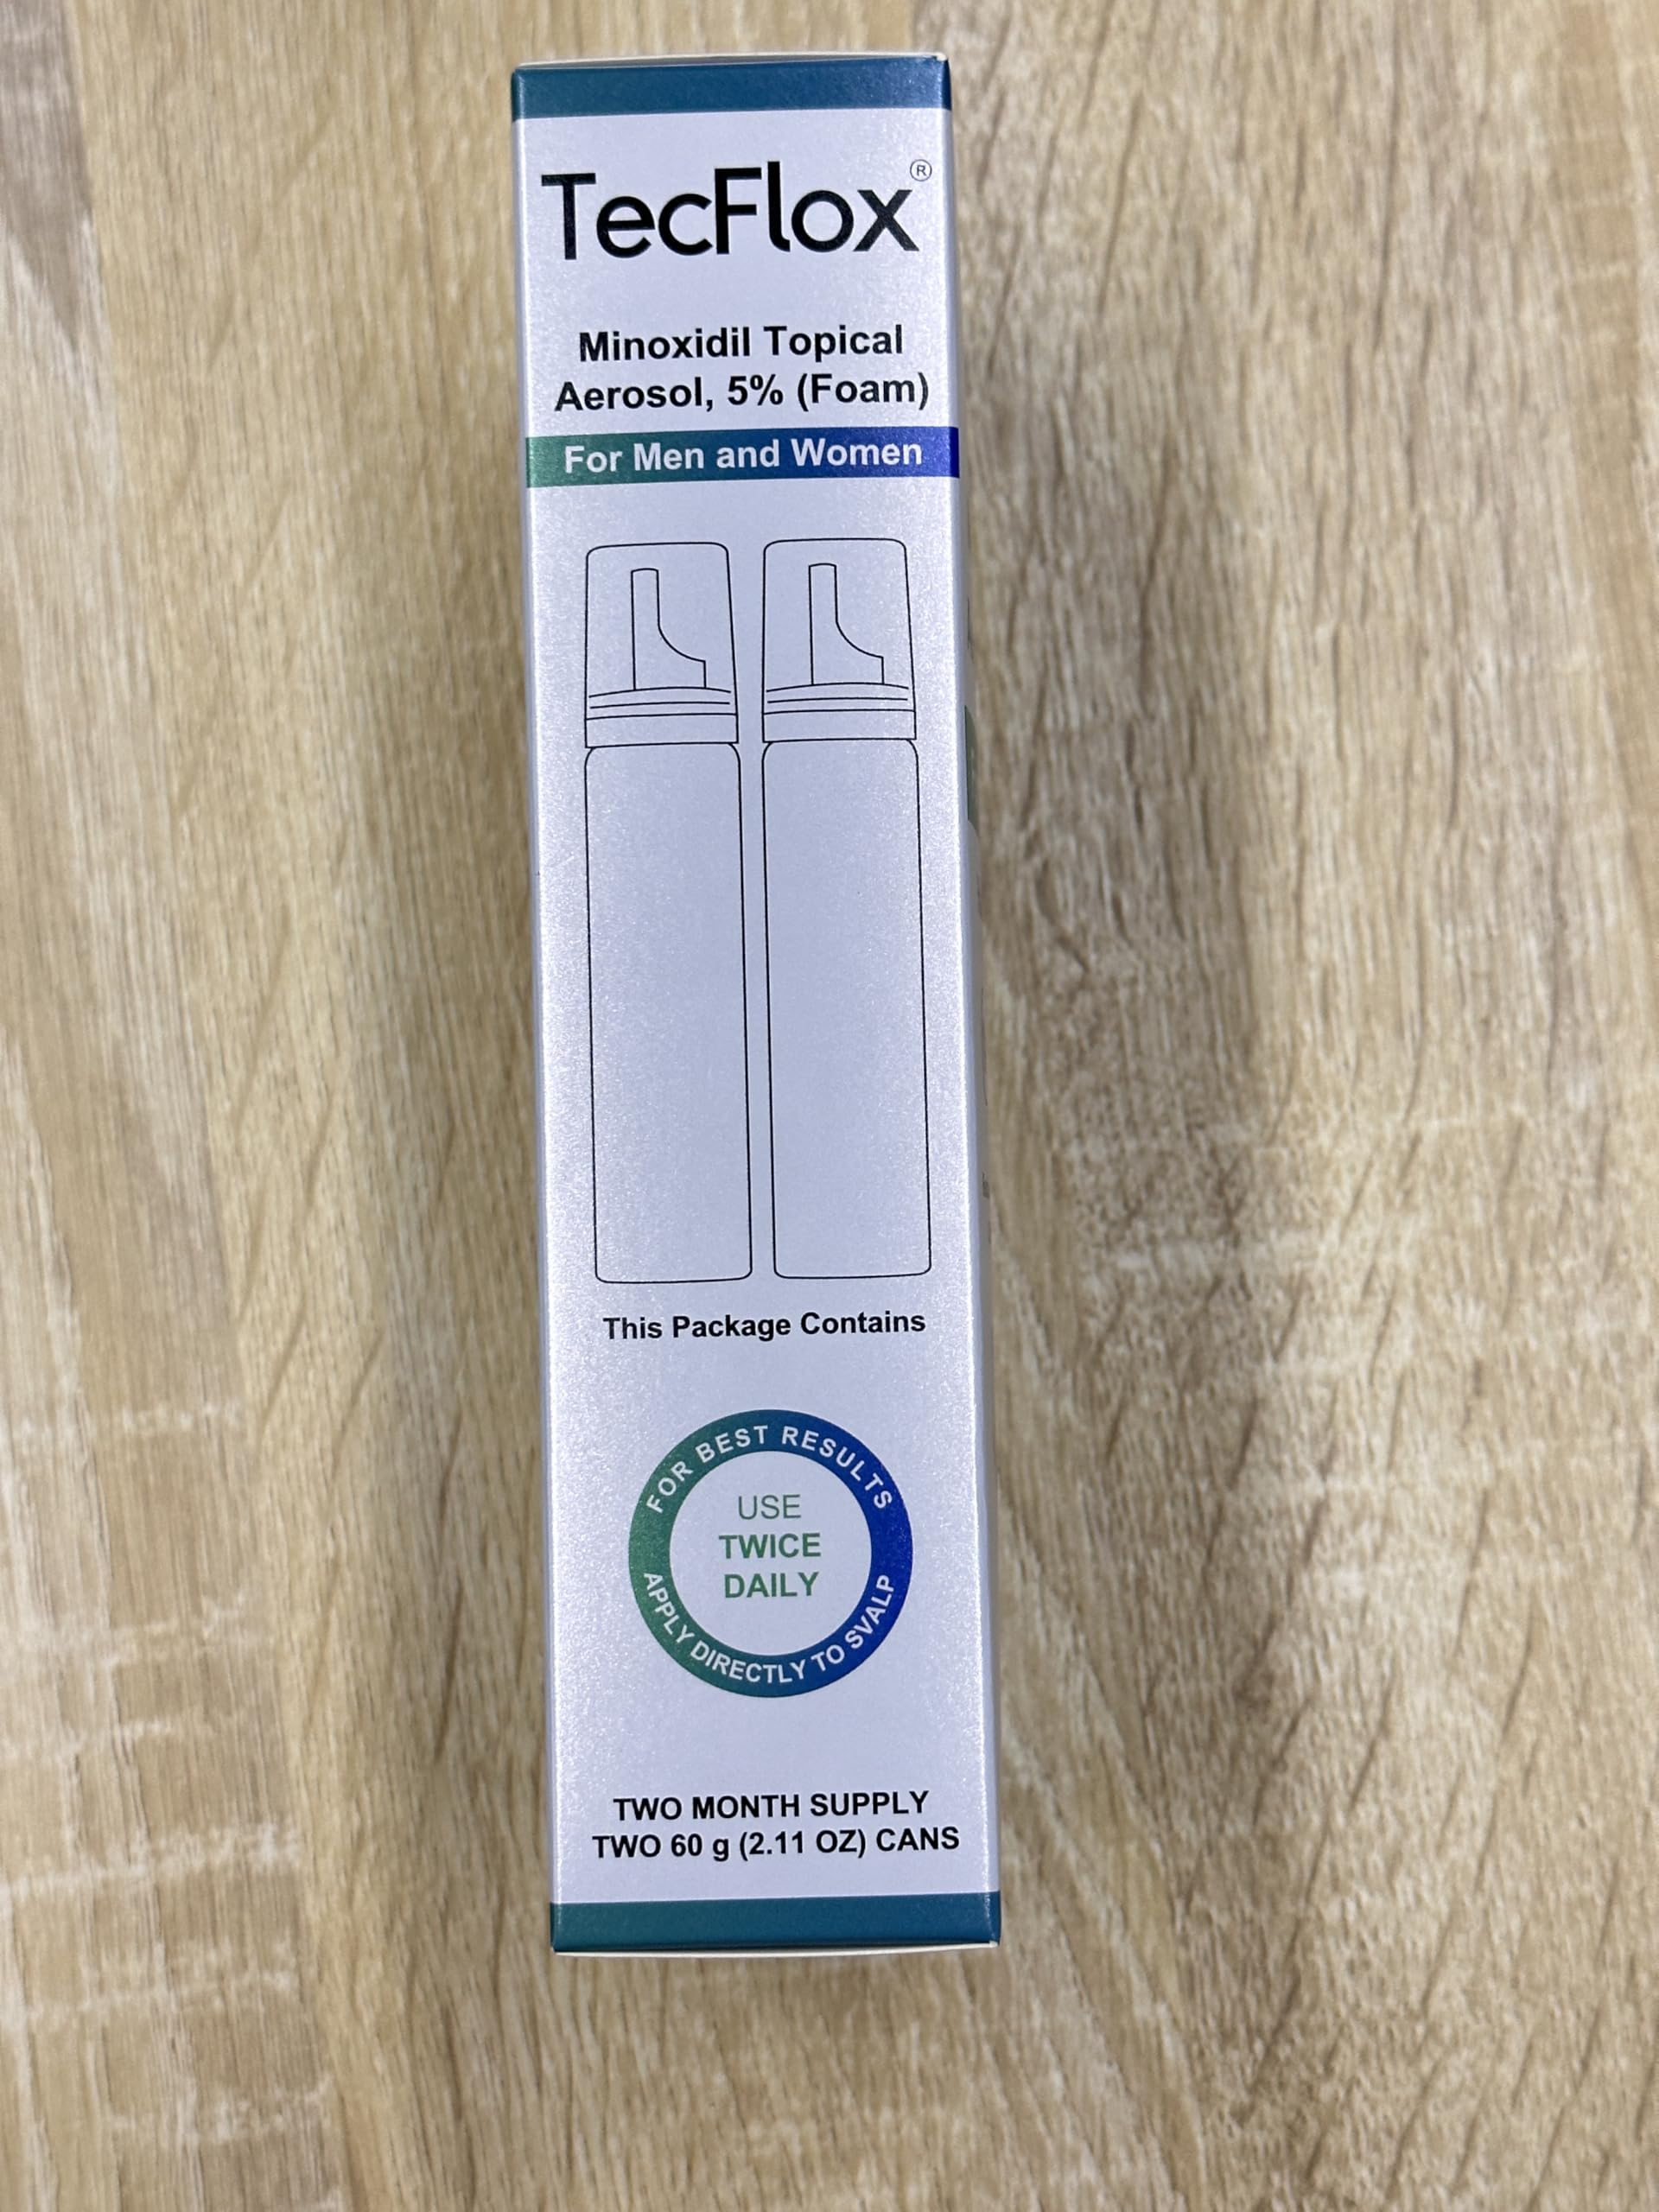 TecFlox®
Minoxidil Topical
Aerosol, 5% (Foam)
For Men and Women
This Package Contains
FOR BEST RESULTS
USE
TWICE
DAILY
APPLY DIRECTLY TO SVALP
TWO MONTH SUPPLY
TWO 60 g (2.11 OZ) CANS